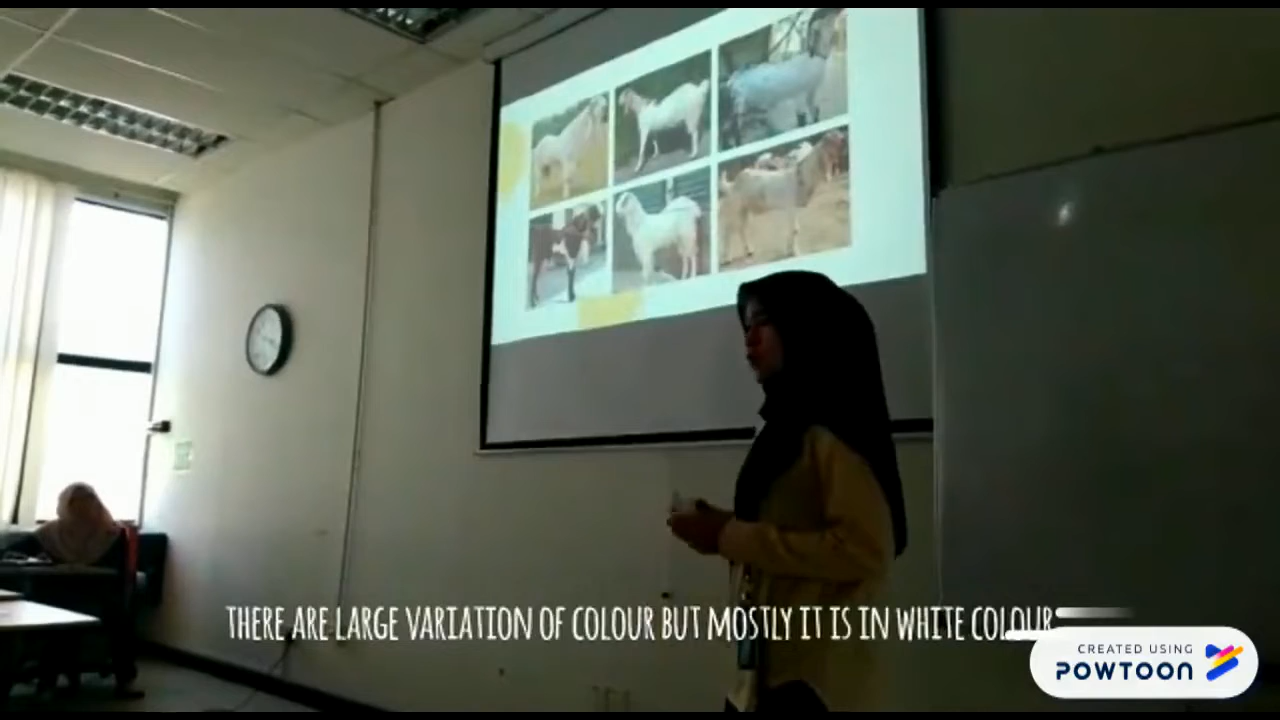 THERE ARE LARGE VARIATION OF COLOUR BUT MOSTLY IT IS IN WHITE COLOUR
CREATED USING
POWTOON